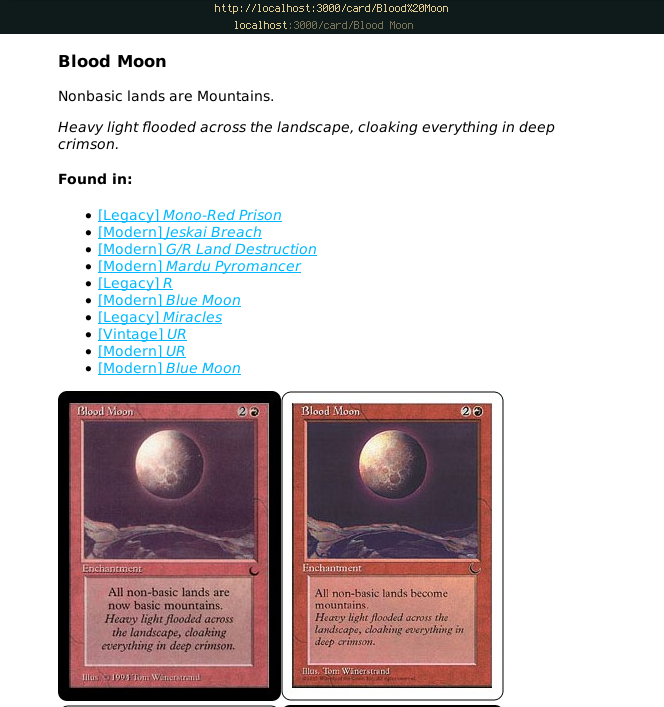 http://localhost:3000/card/Blood%20Moon
localhost:3000/card/Blood Moon
Blood Moon
Nonbasic lands are Mountains.
Heavy light flooded across the landscape, cloaking everything in deep
crimson.
Found in:
[Legacy] Mono-Red Prison
[Modern] Jeskai Breach
[Modern] G/R Land Destruction
[Modern] Mardu Pyromancer
[Legacy] R
[Modern] Blue Moon
[Legacy] Miracles
[Vintage] UR
[Modern] UR
[Modern] Blue Moon
Blood Moon 2
Enchantment
All non-basic lands are
now basic mountains.
Heavy light flooded across
the landscape, cloaking
everything in deep crimson.
Illus. © 1994 Tom Wänerstrand
Blood Moon 2
Enchantment
All non-basic lands become
mountains.
Heavy light flooded across the
landscape, cloaking everything in
deep crimson.
Illus. Tom Wänerstrand